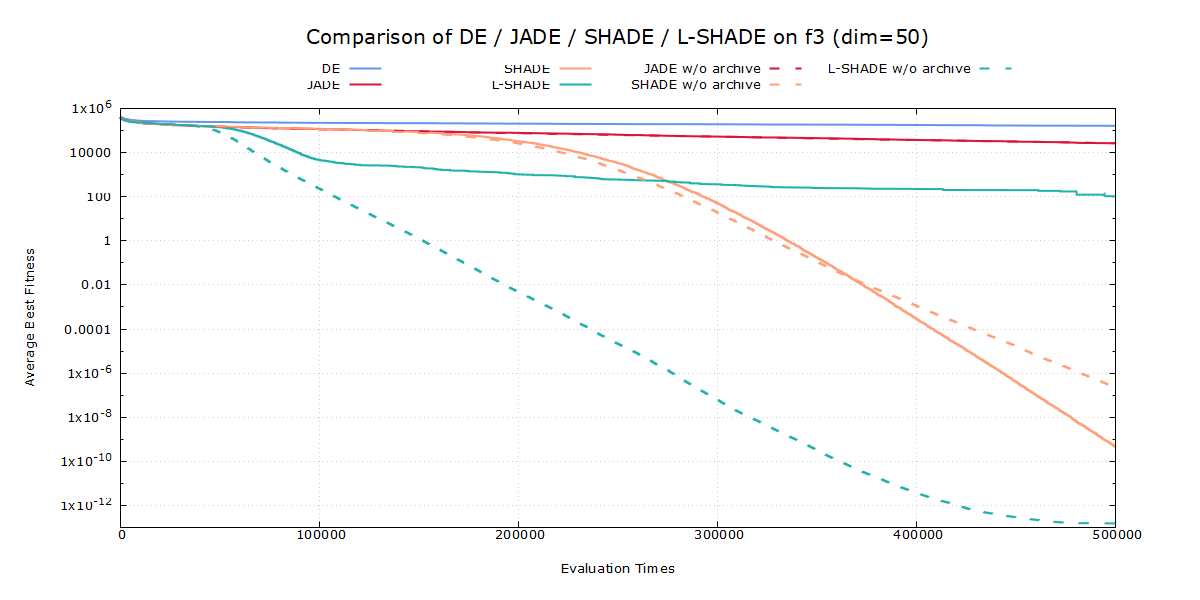 Comparison of DE / JADE / SHADE / L-SHADE on f3 (dim=50)
DE SHADE JADE w/o archive L-SHADE w/o archive
JADE L-SHADE SHADE w/o archive
1x10^6
10000
100
1
0.01
0.0001
1x10^-6
1x10^-8
1x10^-10
1x10^-12
Average Best Fitness
0 100000 200000 300000 400000 500000
Evaluation Times